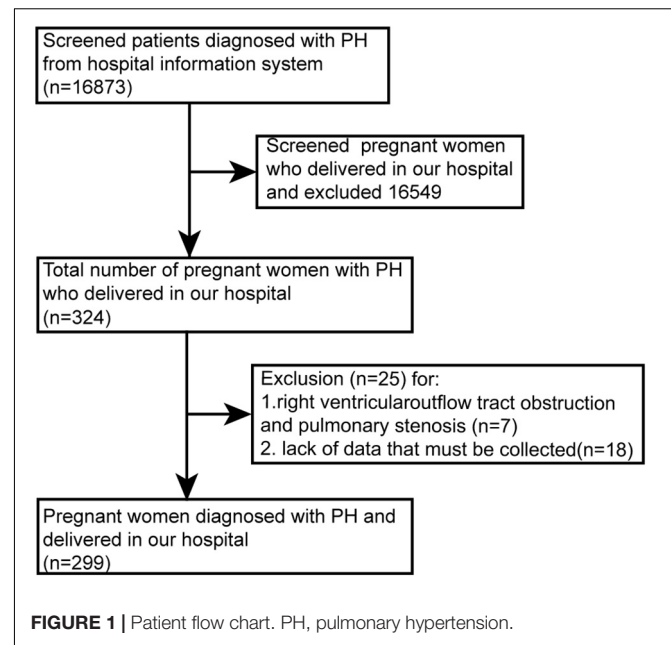 Screened patients diagnosed with PH
from hospital information system
(n=16873)
Screened pregnant women
who delivered in our hospital
and excluded 16549
Total number of pregnant women with PH
who delivered in our hospital
(n=324)
Exclusion (n=25) for:
1.right ventricularoutflow tract obstruction
and pulmonary stenosis (n=7)
2. lack of data that must be collected(n=18)
Pregnant women diagnosed with PH and
delivered in our hospital
(n=299)
FIGURE 1 | Patient flow chart. PH, pulmonary hypertension.